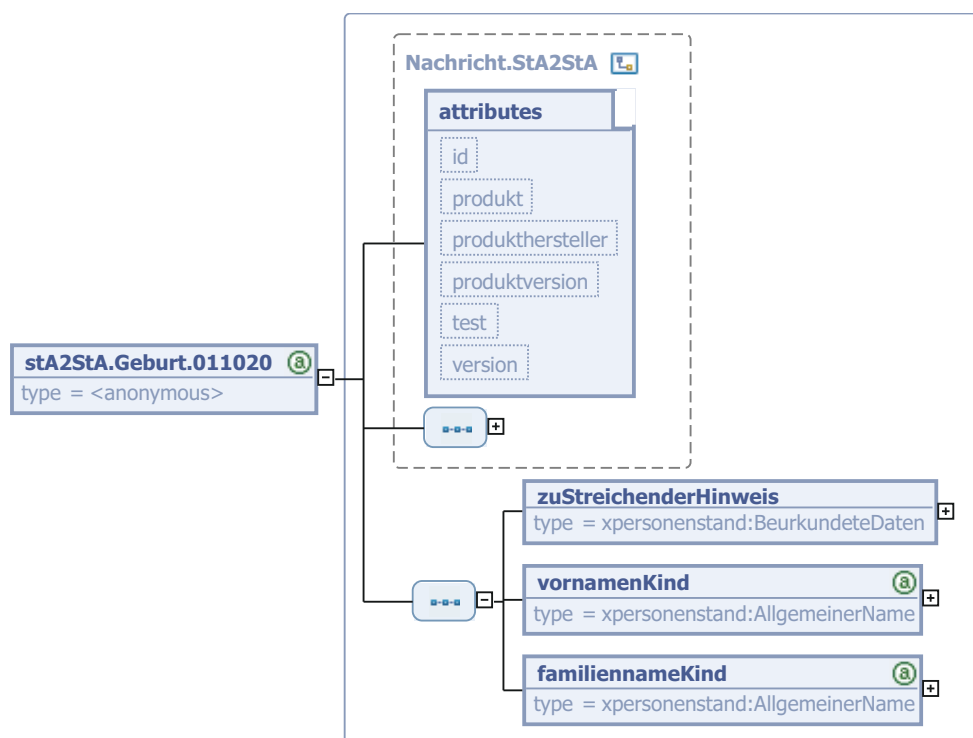 Nachricht.StA2StA
attributes
id
produkt
produkthersteller
produktversion
test
version
stA2StA.Geburt.011020 a
type = <anonymous>
zuStreichenderHinweis
type = xpersonenstand:BeurkundeteDaten
vornamenKind a
type = xpersonenstand:AllgemeinerName
familiennameKind a
type = xpersonenstand:AllgemeinerName